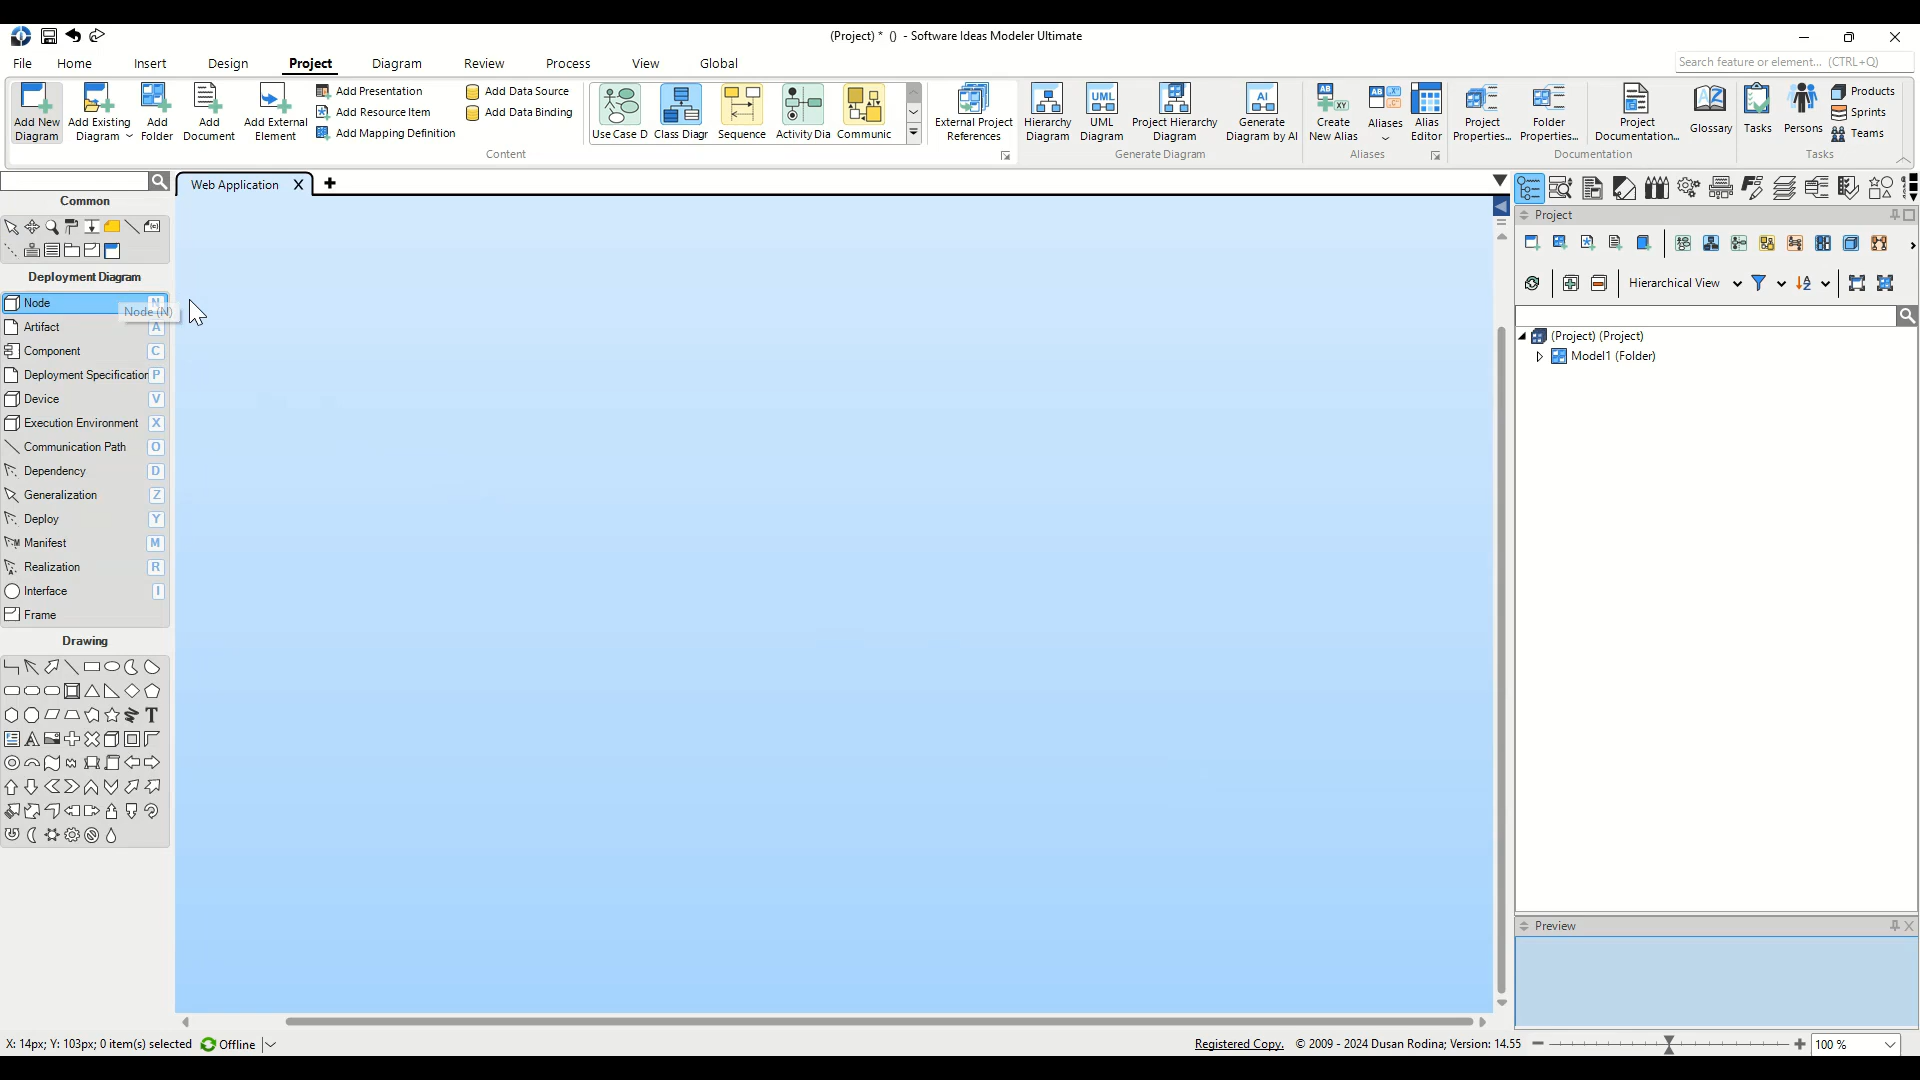 (Project) * () - Software Ideas Modeler Ultimate
File Home Insert Design Project Diagram Review Process View Global
Search feature or element... (CTRL+Q)
Add New Diagram
Add Existing Diagram
Add Folder
Add Document
Add External Element
Add Presentation
Add Resource Item
Add Mapping Definition
Add Data Source
Add Data Binding
Content
Use Case D
Class Diagr
Sequence
Activity Dia
Communic
External Project References
Hierarchy Diagram
UML Diagram
Project Hierarchy Diagram
Generate Diagram by AI
Generate Diagram
Create New Alias
Aliases
Alias Editor
Aliases
Project Properties...
Folder Properties...
Project Documentation...
Glossary
Documentation
Tasks
Persons
Products
Sprints
Teams
Tasks
Web Application
Common
Deployment Diagram
Node N
Node (N)
Artifact A
Component C
Deployment Specification P
Device V
Execution Environment X
Communication Path O
Dependency D
Generalization Z
Deploy Y
Manifest M
Realization R
Interface I
Frame
Drawing
Project
Hierarchical View
(Project) (Project)
Model1 (Folder)
Preview
X: 14px; Y: 103px; 0 item(s) selected
Offline
Registered Copy.
© 2009 - 2024 Dusan Rodina; Version: 14.55
100 %